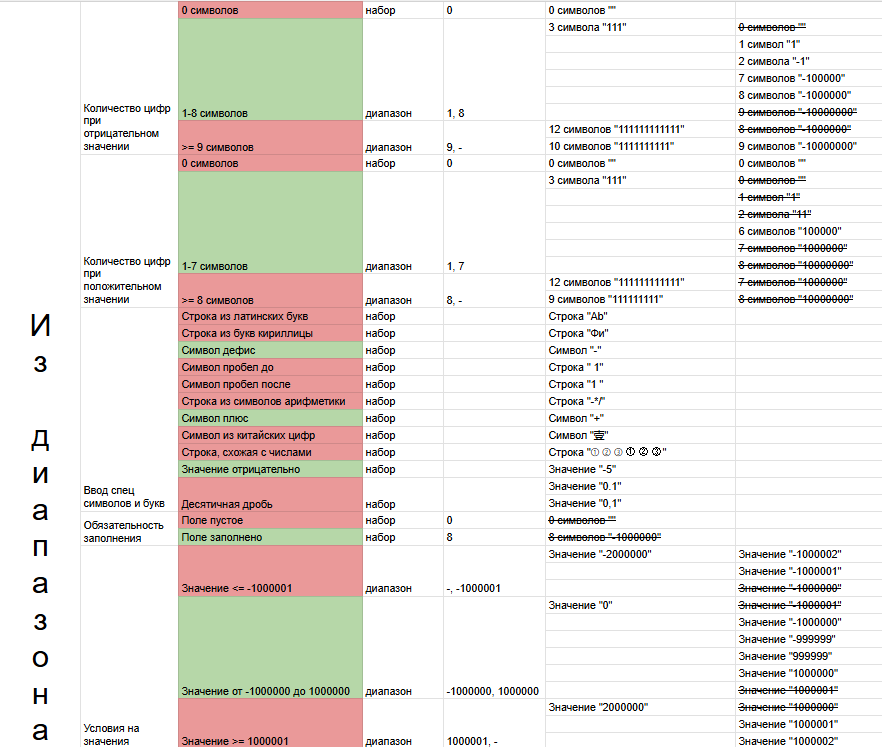 0 символов набор 0 0 символов ""
3 символа "111" 0 символов ""
1 символ "1"
2 символа "-1"
7 символов "-100000"
8 символов "-1000000"
1-8 символов диапазон 1, 8 9 символов "-10000000"
12 символов "111111111111" 8 символов "-1000000"
>= 9 символов диапазон 9, - 10 символов "1111111111" 9 символов "-10000000"
Количество цифр
при
отрицательном
значении
0 символов набор 0 0 символов "" 0 символов ""
3 символа "111" 0 символов ""
1 символ "1"
2 символа "11"
6 символов "100000"
7 символов "1000000"
1-7 символов диапазон 1, 7 8 символов "10000000"
12 символов "111111111111" 7 символов "1000000"
>= 8 символов диапазон 8, - 9 символов "111111111" 8 символов "10000000"
Количество цифр
при
положительном
значении
Строка из латинских букв набор Строка "Ab"
Строка из букв кириллицы набор Строка "Фи"
Символ дефис набор Символ "-"
Символ пробел до набор Строка " 1"
Символ пробел после набор Строка "1 "
Строка из символов арифметики набор Строка "-*/"
Символ плюс набор Символ "+"
Символ из китайских цифр набор Символ "壹"
Строка, схожая с числами набор Строка "①②③➀➁➂"
Значение отрицательно набор Значение "-5"
Значение "0.1"
Десятичная дробь набор Значение "0,1"
Ввод спец
символов и букв
Поле пустое набор 0 0 символов ""
Поле заполнено набор 8 8 символов "-1000000"
Обязательность
заполнения
Значение "-2000000" Значение "-1000002"
Значение "-1000001"
Значение <= -1000001 диапазон -, -1000001 Значение "-1000000"
Значение "0" Значение "-1000001"
Значение "-1000000"
Значение "-999999"
Значение "999999"
Значение "1000000"
Значение от -1000000 до 1000000 диапазон -1000000, 1000000 Значение "1000001"
Значение "2000000" Значение "1000000"
Значение "1000001"
Значение >= 1000001 диапазон 1000001, - Значение "1000002"
Условия на
значения
Из диапазона